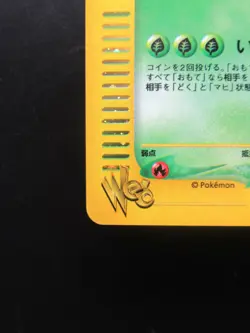 い
コインを2回投げる。「おも
すべて「おもて」なら相手を
相手を「どく」と「マヒ」状態
弱点
抵
©Pokémon